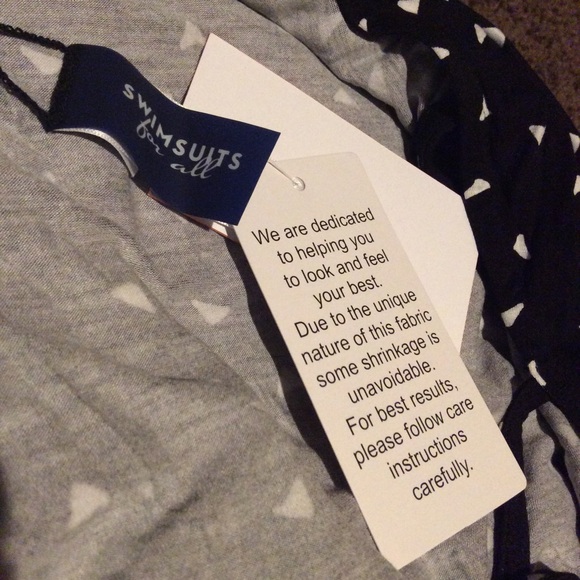 SWIMSUITS
for all
We are dedicated
to helping you
to look and feel
your best.
Due to the unique
nature of this fabric
some shrinkage is
unavoidable.
For best results,
please follow care
instructions
carefully.